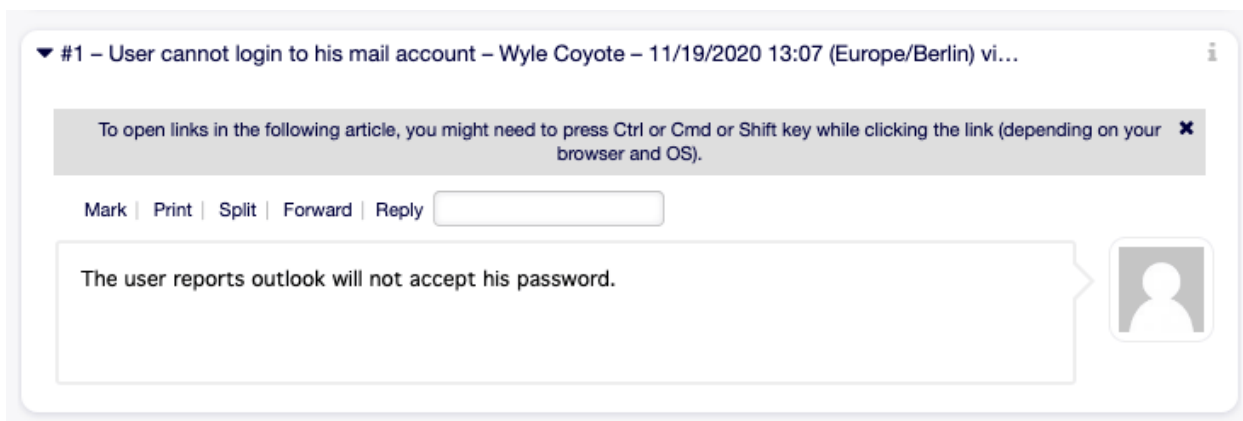 #1 – User cannot login to his mail account – Wyle Coyote – 11/19/2020 13:07 (Europe/Berlin) vi...
To open links in the following article, you might need to press Ctrl or Cmd or Shift key while clicking the link (depending on your
browser and OS).
Mark | Print | Split | Forward | Reply
The user reports outlook will not accept his password.